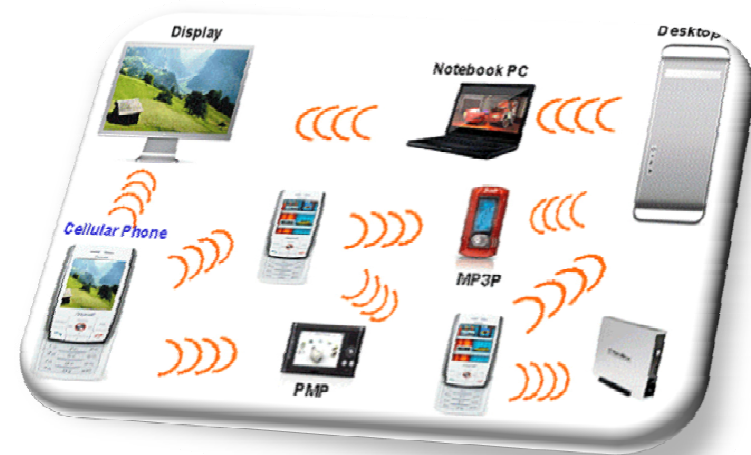 Display
Desktop
Notebook PC
Cellular Phone
MP3P
PMP